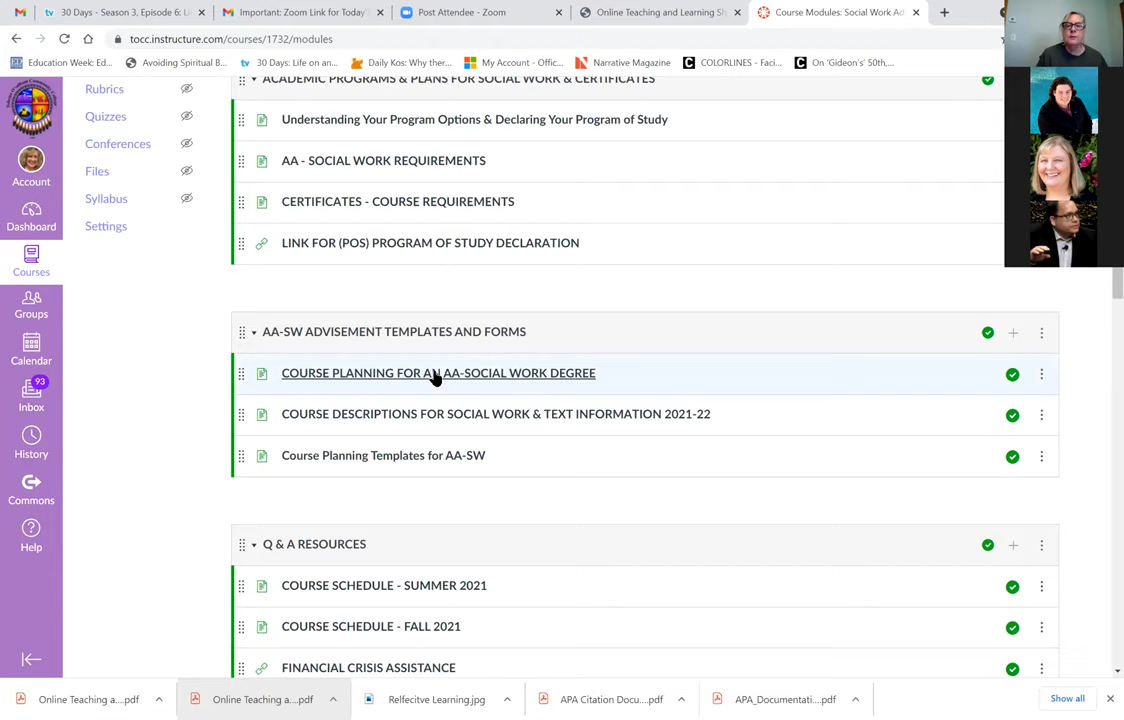 30 Days - Season 3, Episode 6: Li
Important: Zoom Link for Today'
Post Attendee - Zoom
Online Teaching and Learning Sh
Course Modules: Social Work Ad
tocc.instructure.com/courses/1732/modules
Education Week: Ed...
Avoiding Spiritual B...
30 Days: Life on an...
Daily Kos: Why ther...
My Account - Offic...
Narrative Magazine
COLORLINES - Faci...
On 'Gideon's' 50th,...
Account
Dashboard
Courses
Groups
Calendar
93
Inbox
History
Commons
Help
Rubrics
Quizzes
Conferences
Files
Syllabus
Settings
ACADEMIC PROGRAMS & PLANS FOR SOCIAL WORK & CERTIFICATES
Understanding Your Program Options & Declaring Your Program of Study
AA - SOCIAL WORK REQUIREMENTS
CERTIFICATES - COURSE REQUIREMENTS
LINK FOR (POS) PROGRAM OF STUDY DECLARATION
AA-SW ADVISEMENT TEMPLATES AND FORMS
COURSE PLANNING FOR AN AA-SOCIAL WORK DEGREE
COURSE DESCRIPTIONS FOR SOCIAL WORK & TEXT INFORMATION 2021-22
Course Planning Templates for AA-SW
Q & A RESOURCES
COURSE SCHEDULE - SUMMER 2021
COURSE SCHEDULE - FALL 2021
FINANCIAL CRISIS ASSISTANCE
Online Teaching a....pdf
Online Teaching a....pdf
Relfecitve Learning.jpg
APA Citation Docu....pdf
APA_Documentati....pdf
Show all